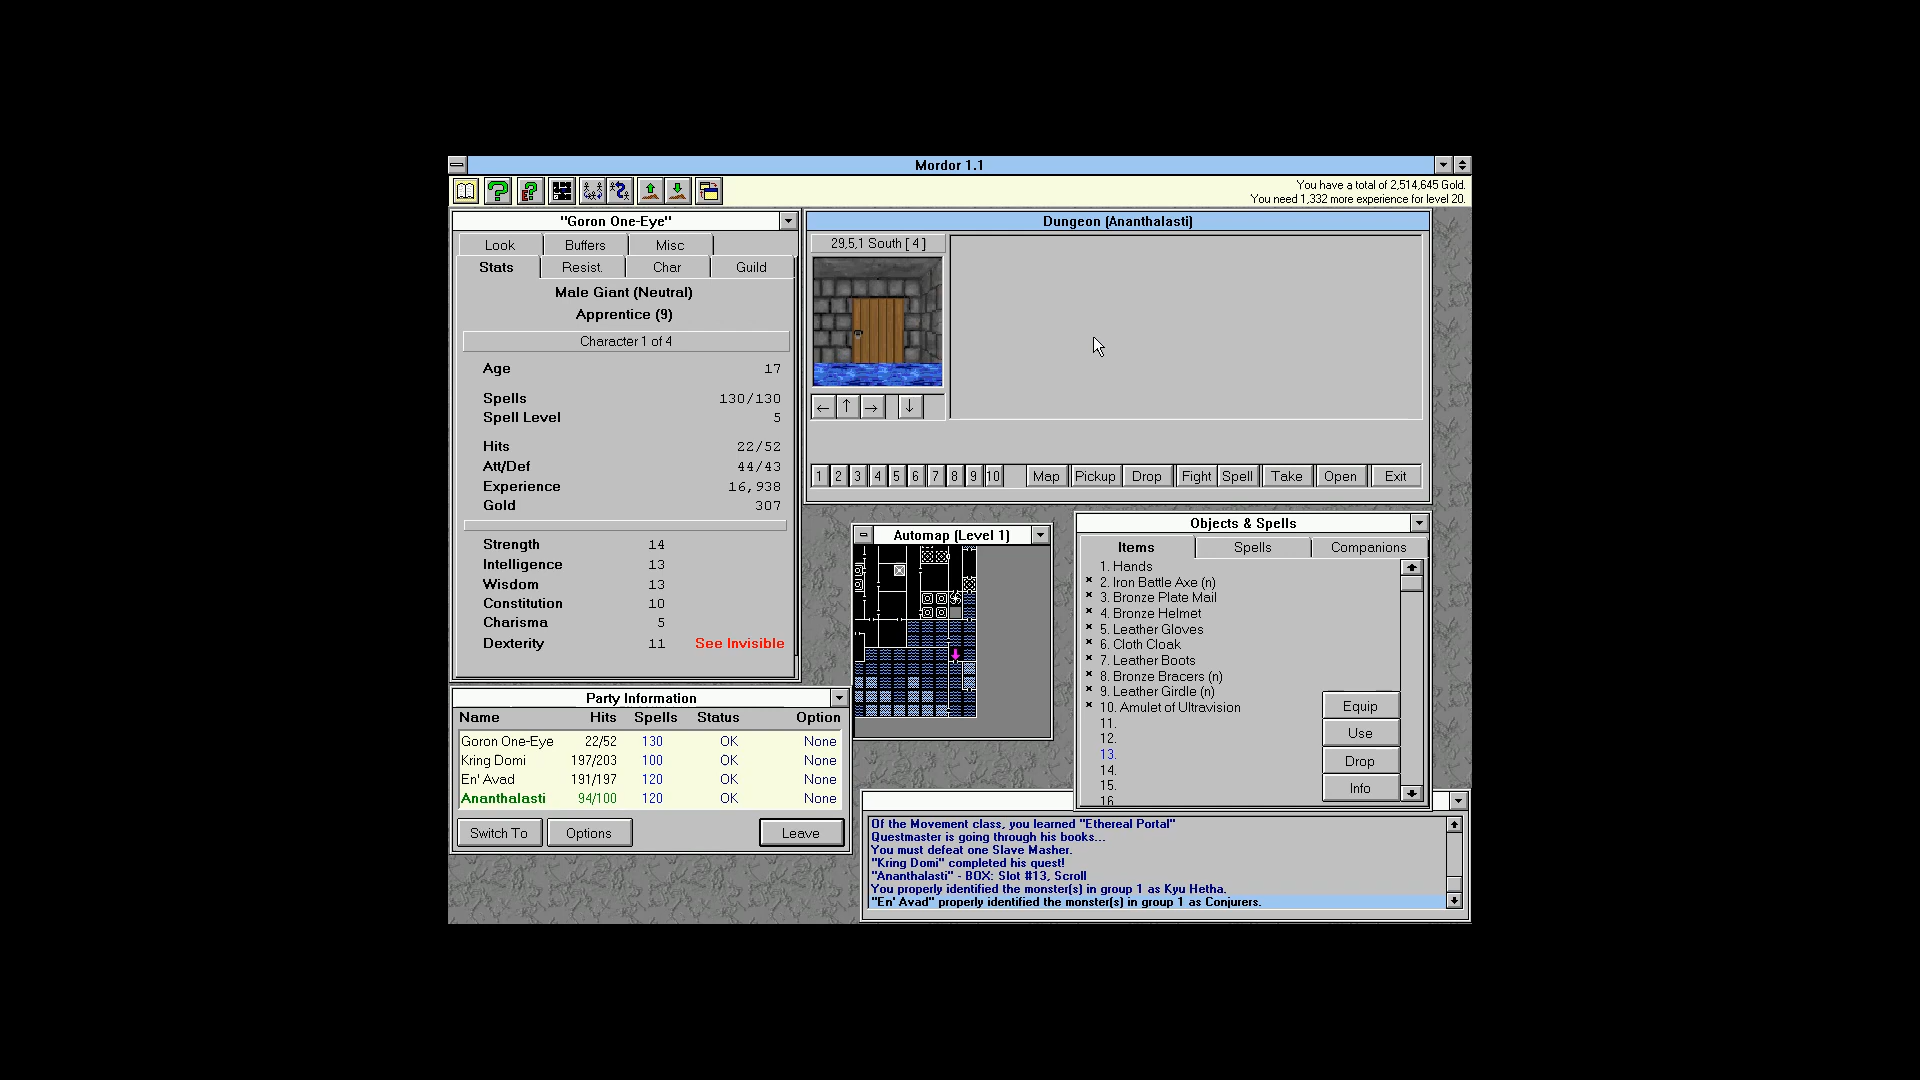 Mordor 1.1
You have a total of 2,514,645 Gold.
You need 1,332 more experience for level 20.
"Goron One-Eye"
Look Buffers Misc
Stats Resist. Char Guild
Male Giant (Neutral)
Apprentice (9)
Character 1 of 4
Age 17
Spells 130/130
Spell Level 5
Hits 22/52
Att/Def 44/43
Experience 16,938
Gold 307
Strength 14
Intelligence 13
Wisdom 13
Constitution 10
Charisma 5
Dexterity 11 See Invisible
Dungeon (Ananthalasti)
29,5,1 South [ 4 ]
← ↑ → ↓
1 2 3 4 5 6 7 8 9 10 Map Pickup Drop Fight Spell Take Open Exit
Automap (Level 1)
Objects & Spells
Items Spells Companions
1. Hands
× 2. Iron Battle Axe (n)
× 3. Bronze Plate Mail
× 4. Bronze Helmet
× 5. Leather Gloves
× 6. Cloth Cloak
× 7. Leather Boots
× 8. Bronze Bracers (n)
× 9. Leather Girdle (n)
× 10. Amulet of Ultravision
11.
12.
13.
14.
15.
16
Equip
Use
Drop
Info
Party Information
Name Hits Spells Status Option
Goron One-Eye 22/52 130 OK None
Kring Domi 197/203 100 OK None
En' Avad 191/197 120 OK None
Ananthalasti 94/100 120 OK None
Switch To Options Leave
Of the Movement class, you learned "Ethereal Portal"
Questmaster is going through his books...
You must defeat one Slave Masher.
"Kring Domi" completed his quest!
"Ananthalasti" - BOX: Slot #13, Scroll
You properly identified the monster(s) in group 1 as Kyu Hetha.
"En' Avad" properly identified the monster(s) in group 1 as Conjurers.